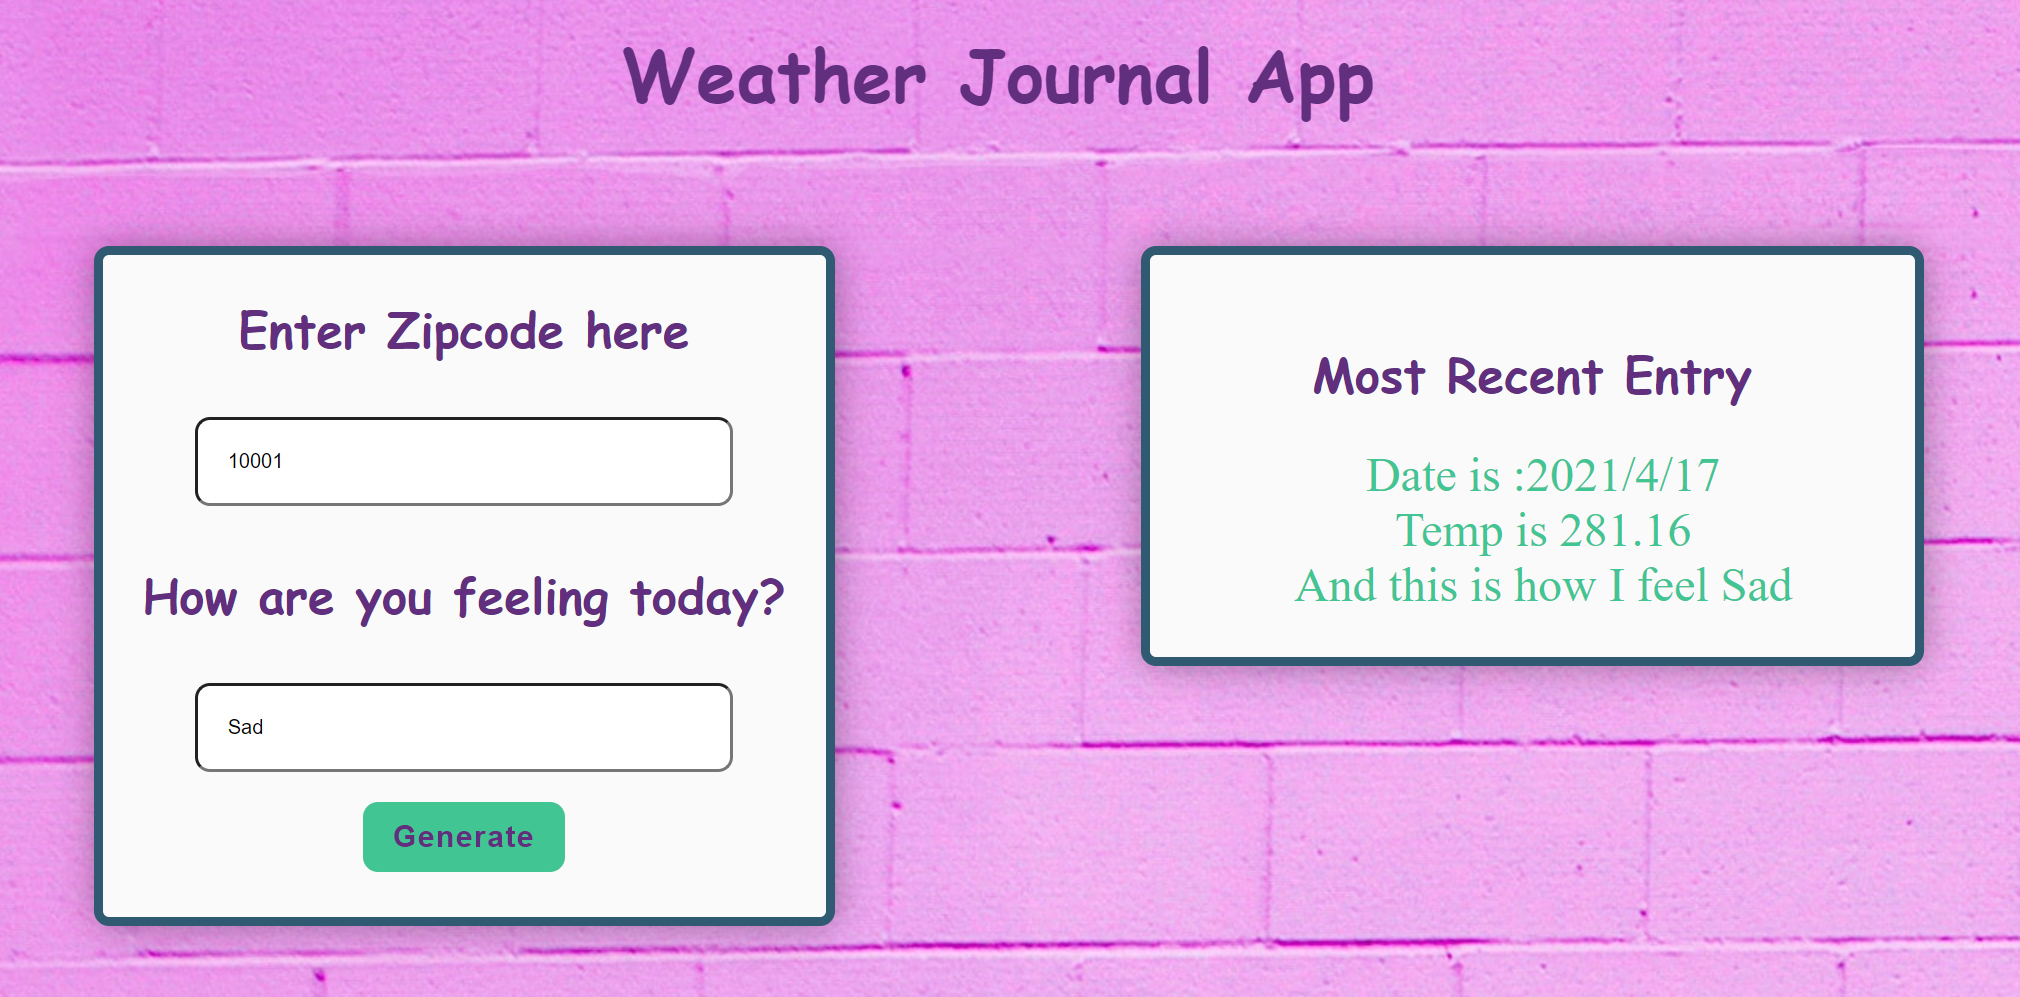 Weather Journal App
Enter Zipcode here
10001
How are you feeling today?
Sad
Generate
Most Recent Entry
Date is :2021/4/17
Temp is 281.16
And this is how I feel Sad